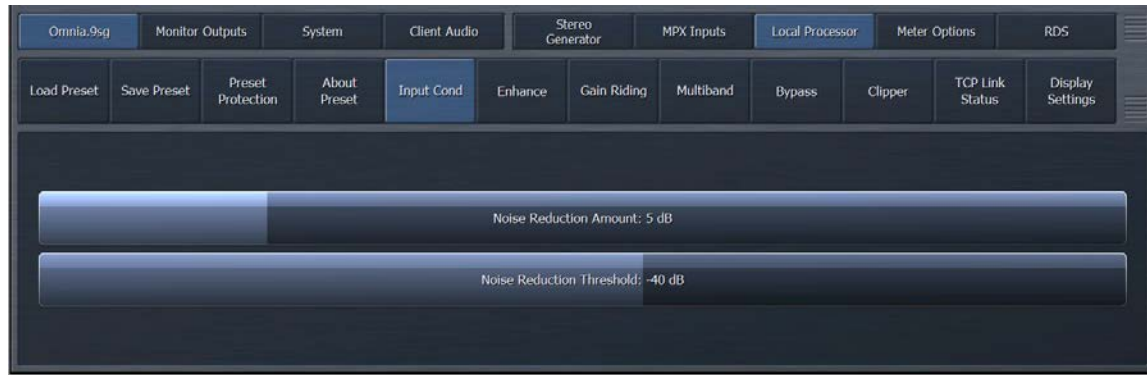 Omnia.9sg Monitor Outputs System Client Audio Stereo Generator MPX Inputs Local Processor Meter Options RDS
Load Preset Save Preset Preset Protection About Preset Input Cond Enhance Gain Riding Multiband Bypass Clipper TCP Link Status Display Settings
Noise Reduction Amount: 5 dB
Noise Reduction Threshold: -40 dB